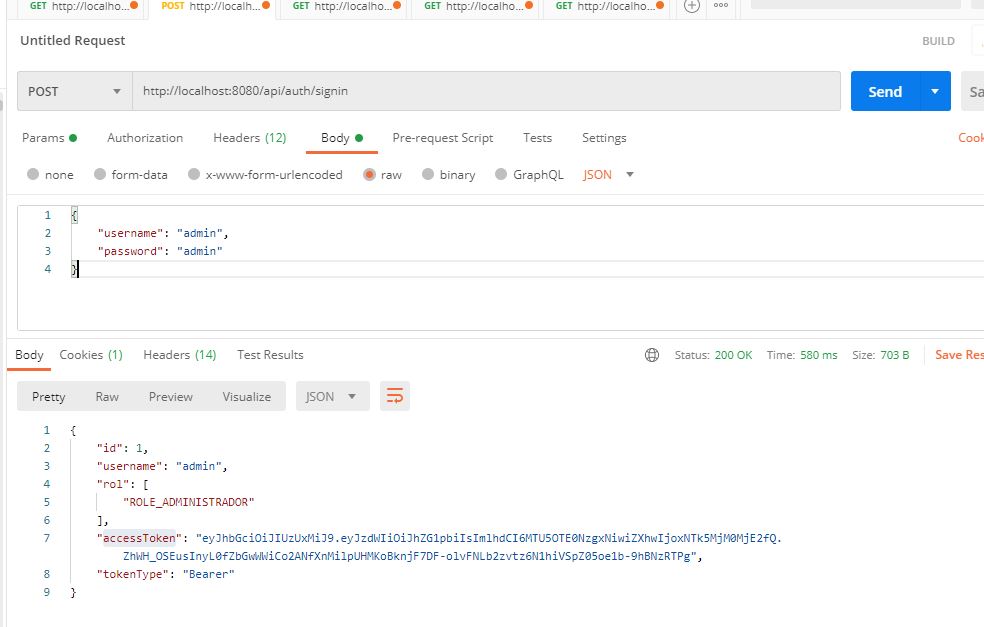 GET http://localho...
POST http://localh...
GET http://localho...
GET http://localho...
GET http://localho...
Untitled Request
BUILD
POST
http://localhost:8080/api/auth/signin
Send
Sa
Params
Authorization
Headers (12)
Body
Pre-request Script
Tests
Settings
Cook
none
form-data
x-www-form-urlencoded
raw
binary
GraphQL
JSON
1 {
2 "username": "admin",
3 "password": "admin"
4 }
Body
Cookies (1)
Headers (14)
Test Results
Status: 200 OK
Time: 580 ms
Size: 703 B
Save Res
Pretty
Raw
Preview
Visualize
JSON
1 {
2 "id": 1,
3 "username": "admin",
4 "rol": [
5 "ROLE_ADMINISTRADOR"
6 ],
7 "accessToken": "eyJhbGciOiJIUzUxMiJ9.eyJzdWIiOiJhZG1pbiIsImlhdCI6MTU5OTE0NzgxNiwiZXhwIjoxNTk5MjM0MjE2fQ.
ZhWH_OSEusInyL0fZbGwWWiCo2ANfXnMilpUHMKoBknjF7DF-olvFNLb2zvtz6N1hiVSpZ05oe1b-9hBNzRTPg",
8 "tokenType": "Bearer"
9 }